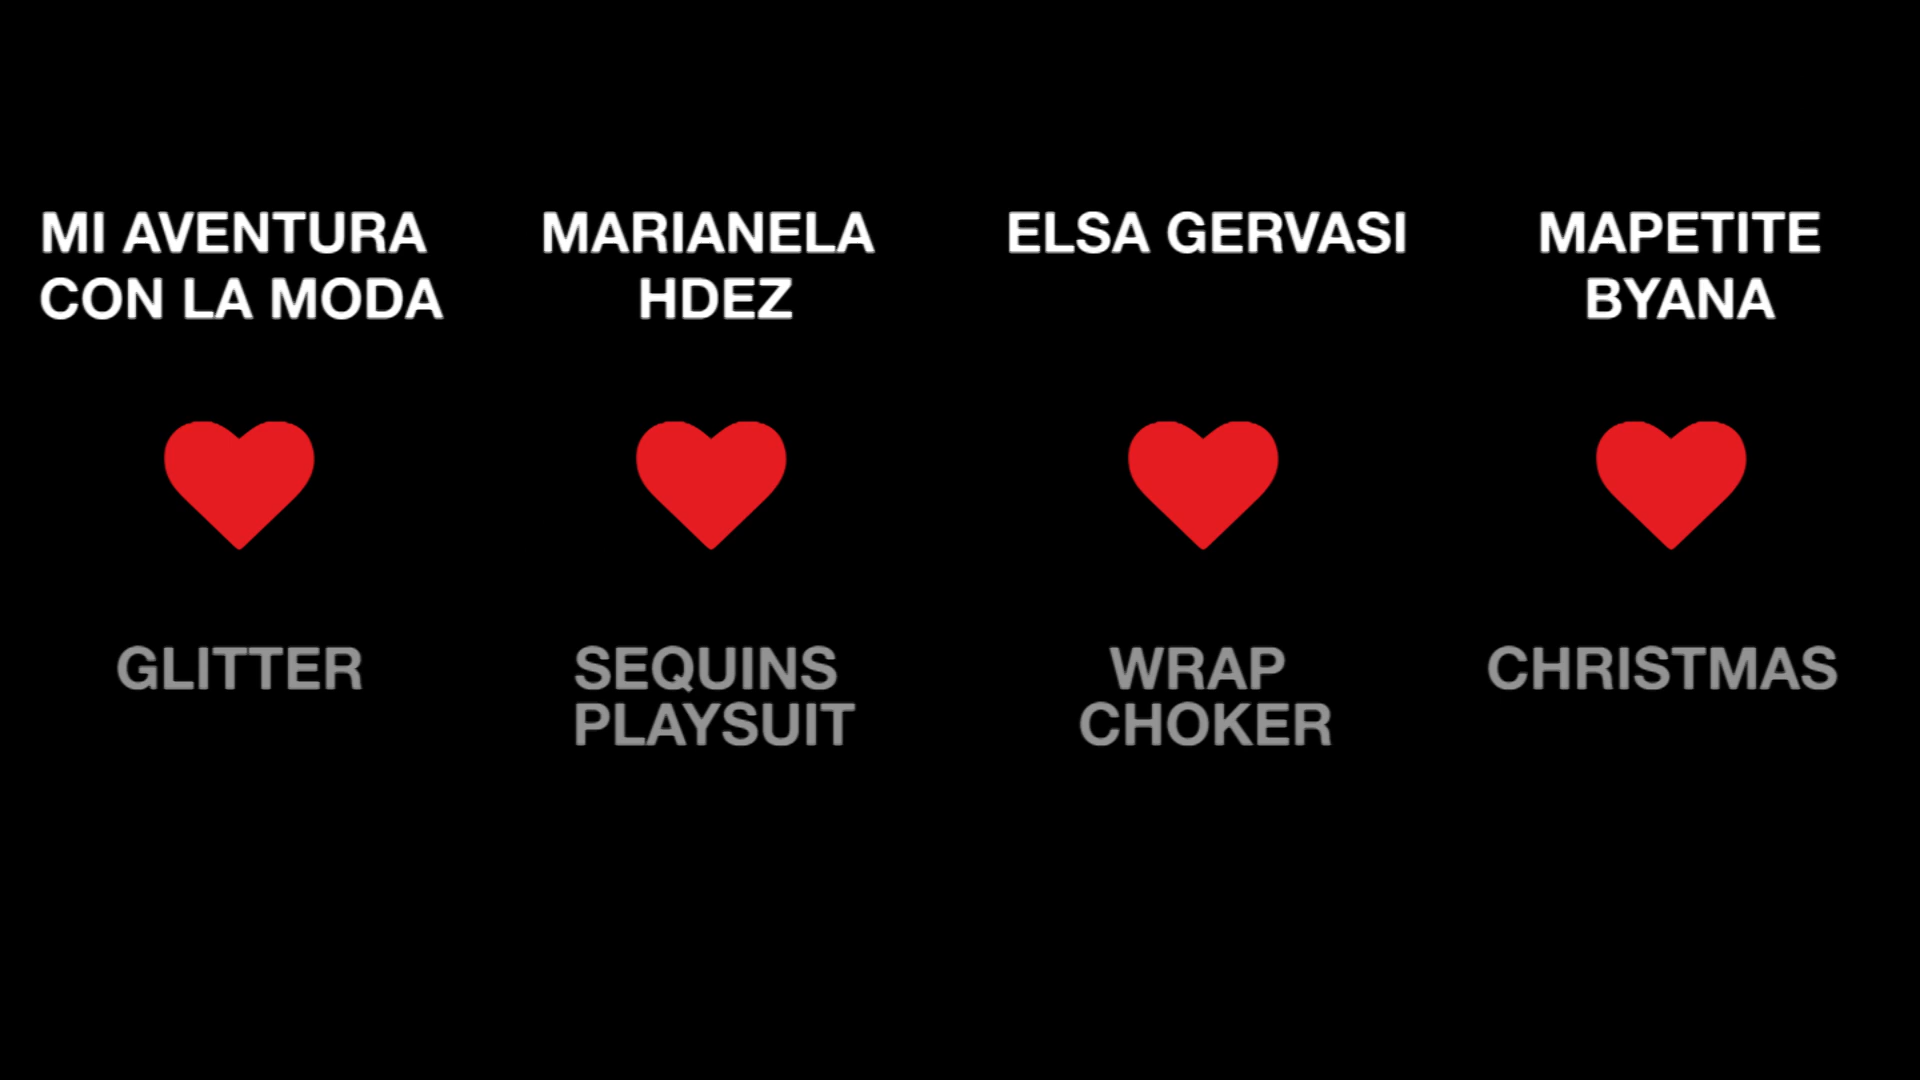 MI AVENTURA
CON LA MODA
MARIANELA
HDEZ
ELSA GERVASI
MAPETITE
BYANA
GLITTER
SEQUINS
PLAYSUIT
WRAP
CHOKER
CHRISTMAS